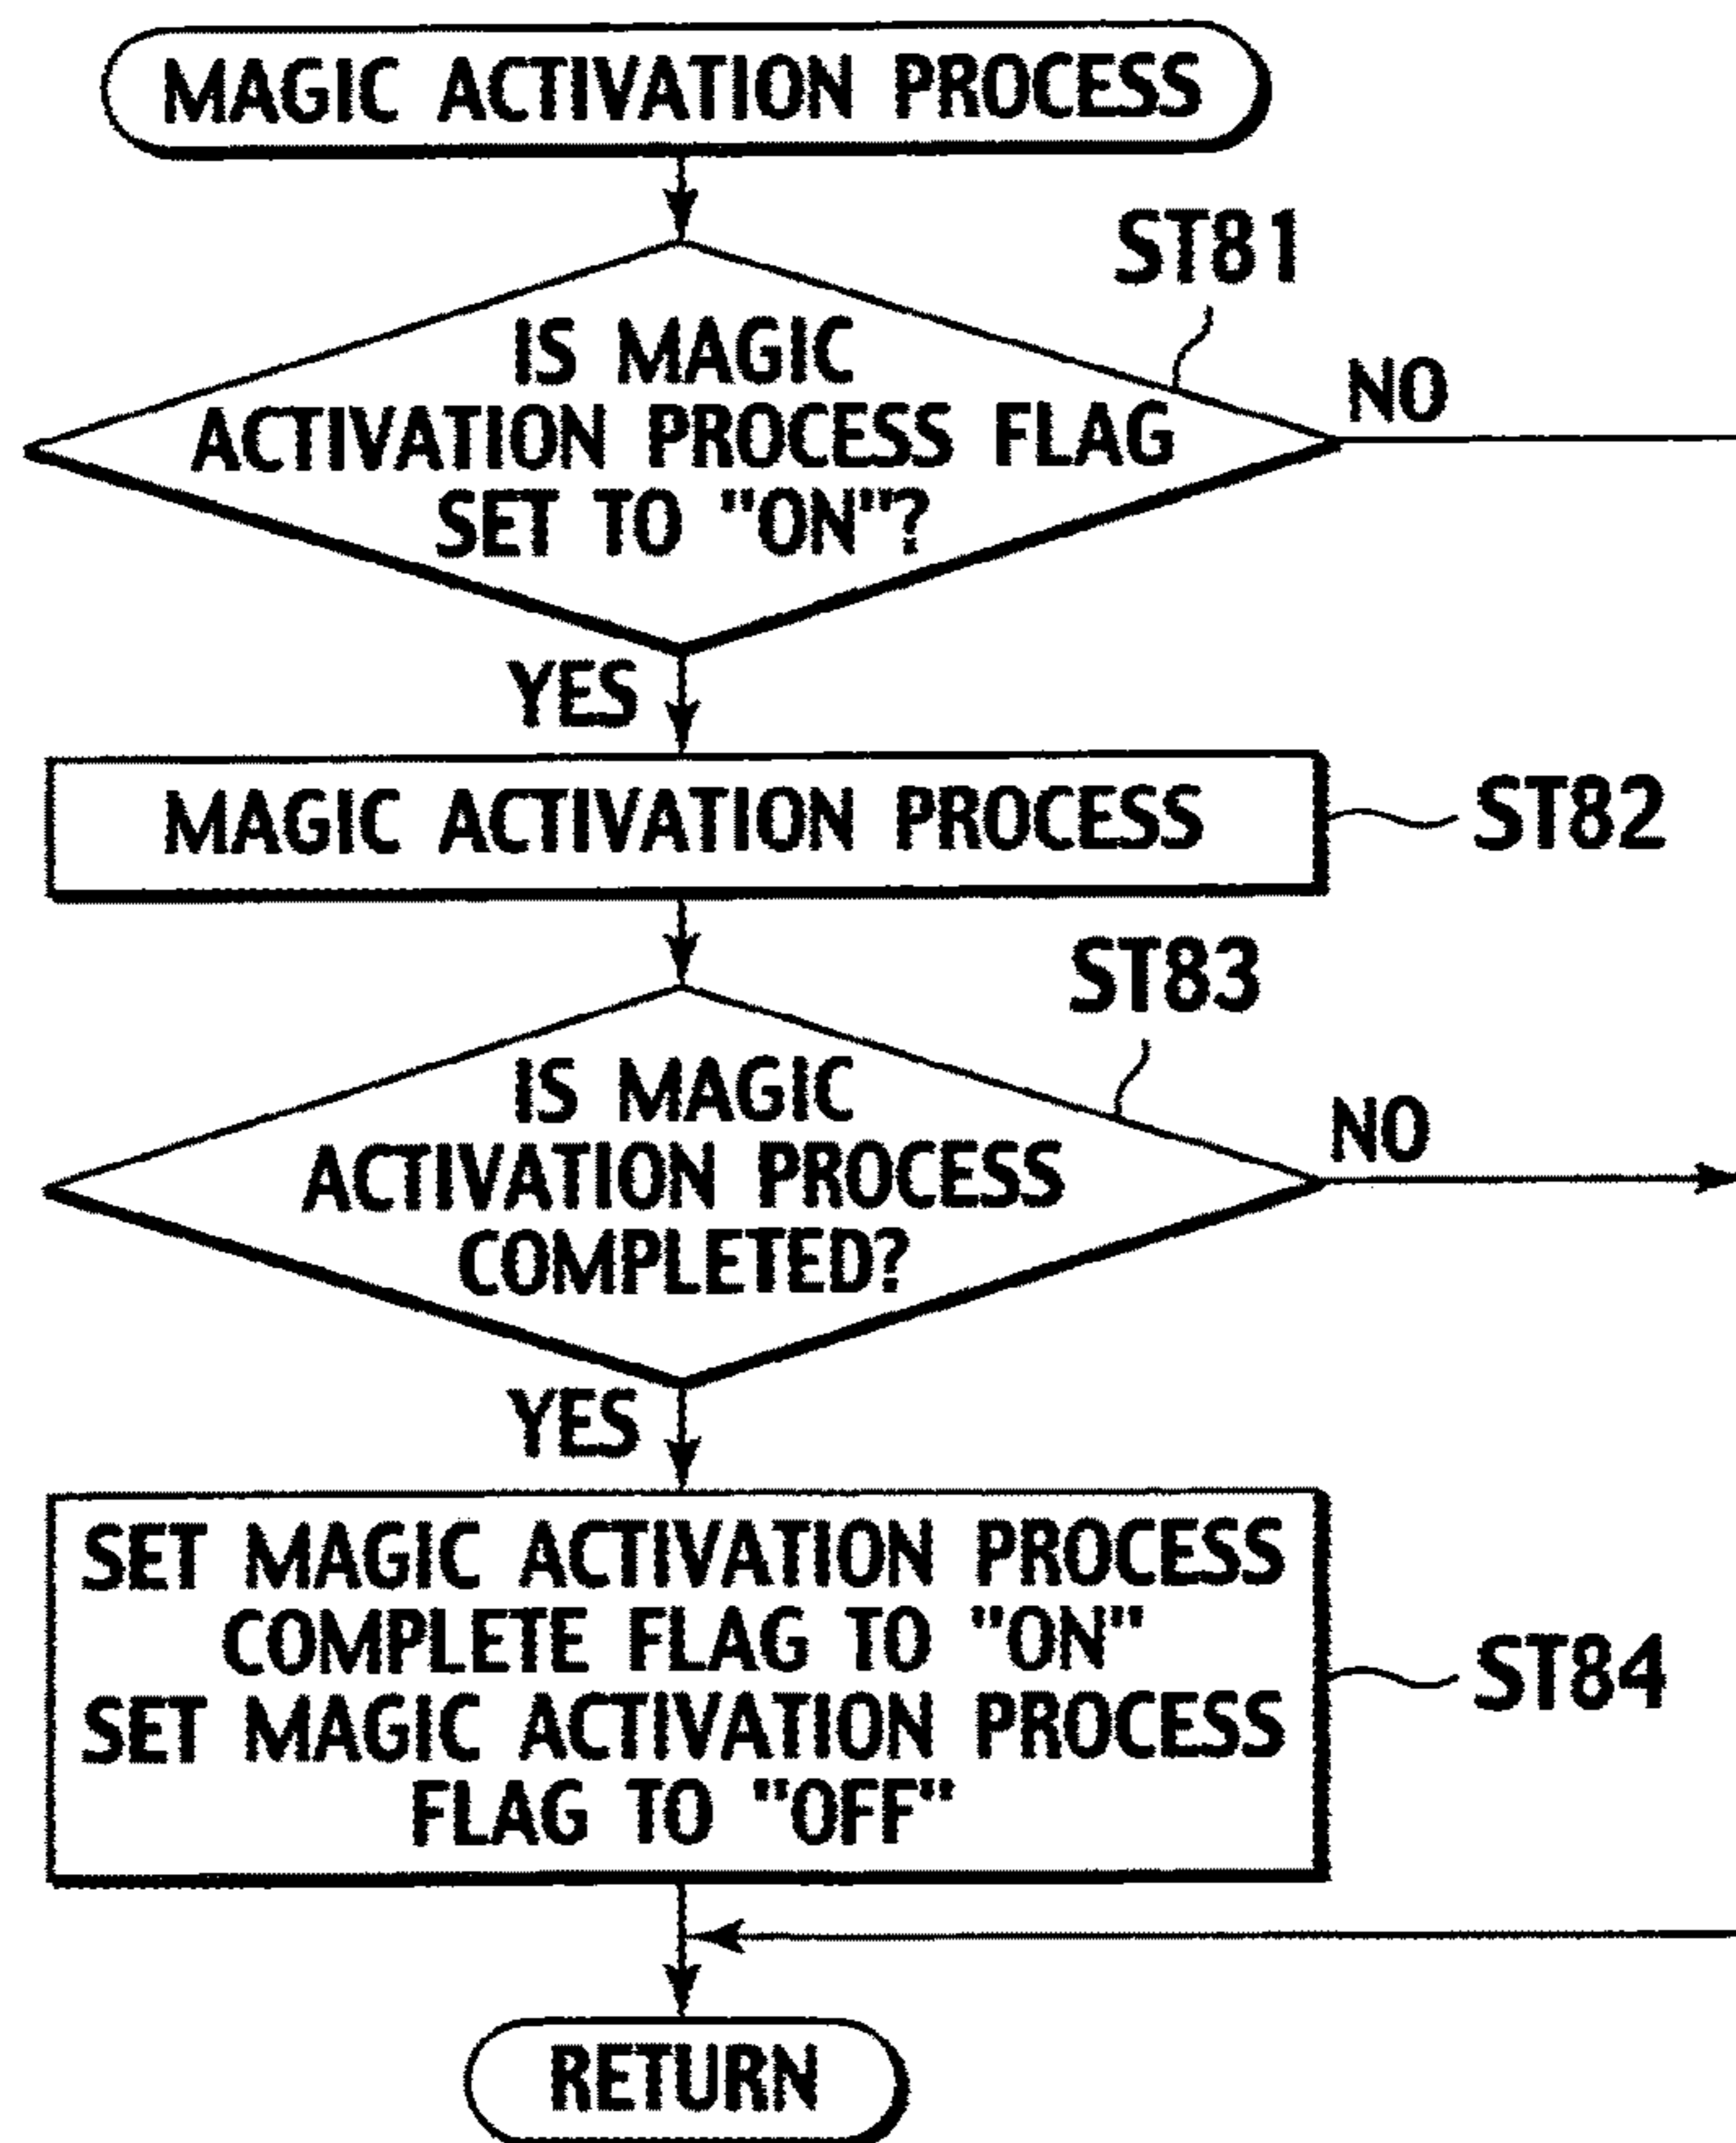 MAGIC ACTIVATION PROCESS
ST81
IS MAGIC
ACTIVATION PROCESS FLAG
SET TO "ON"?
NO
YES
MAGIC ACTIVATION PROCESS
ST82
ST83
IS MAGIC
ACTIVATION PROCESS
COMPLETED?
NO
YES
SET MAGIC ACTIVATION PROCESS
COMPLETE FLAG TO "ON"
SET MAGIC ACTIVATION PROCESS
FLAG TO "OFF"
ST84
RETURN